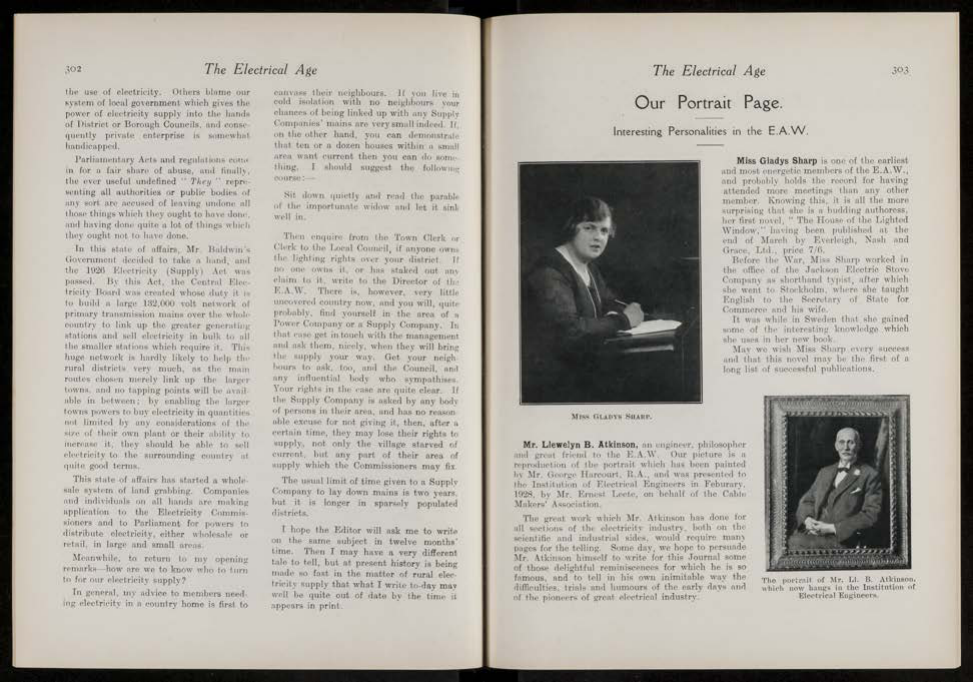 302
The Electrical Age
the use of electricity. Others blame our
system of local government which gives the
power of electricity supply into the hands
of District or Borough Councils, and conse-
quently private enterprise is somewhat
handicapped.
Parliamentary Acts and regulations come
in for a fair share of abuse, and finally,
the ever useful undefined " They " repre-
senting all authorities or public bodies of
any sort are accused of leaving undone all
those things which they ought to have done,
and having done quite a lot of things which
they ought not to have done.
In this state of affairs, Mr. Baldwin's
Government decided to take a hand, and
the 1926 Electricity (Supply) Act was
passed. By this Act, the Central Elec-
tricity Board was created whose duty it is
to build a large 132,000 volt network of
primary transmission mains over the whole
country to link up the greater generating
stations and sell electricity in bulk to all
the smaller stations which require it. This
huge network is hardly likely to help the
rural districts very much, as the main
routes chosen merely link up the larger
towns, and no tapping points will be avail-
able in between; by enabling the larger
towns powers to buy electricity in quantities
not limited by any considerations of the
size of their own plant or their ability to
increase it, they should be able to sell
electricity to the surrounding country at
quite good terms.
This state of affairs has started a whole-
sale system of land grabbing. Companies
and individuals on all hands are making
application to the Electricity Commis-
sioners and to Parliament for powers to
distribute electricity, either wholesale or
retail, in large and small areas.
Meanwhile, to return to my opening
remarks—how are we to know who to turn
to for our electricity supply?
In general, my advice to members need-
ing electricity in a country home is first to
canvass their neighbours. If you live in
cold isolation with no neighbours your
chances of being linked up with any Supply
Companies' mains are very small indeed. If,
on the other hand, you can demonstrate
that ten or a dozen houses within a small
area want current then you can do some-
thing. I should suggest the following
course:—
Sit down quietly and read the parable
of the importunate widow and let it sink
well in.
Then enquire from the Town Clerk or
Clerk to the Local Council, if anyone owns
the lighting rights over your district. If
no one owns it, or has staked out any
claim to it, write to the Director of the
E.A.W. There is, however, very little
uncovered country now, and you will, quite
probably, find yourself in the area of a
Power Company or a Supply Company. In
that case get in touch with the management
and ask them, nicely, when they will bring
the supply your way. Get your neigh-
bours to ask, too, and the Council, and
any influential body who sympathises.
Your rights in the case are quite clear. If
the Supply Company is asked by any body
of persons in their area, and has no reason-
able excuse for not giving it, then, after a
certain time, they may lose their rights to
supply, not only the village starved of
current, but any part of their area of
supply which the Commissioners may fix.
The usual limit of time given to a Supply
Company to lay down mains is two years,
but it is longer in sparsely populated
districts.
I hope the Editor will ask me to write
on the same subject in twelve months'
time. Then I may have a very different
tale to tell, but at present history is being
made so fast in the matter of rural elec-
tricity supply that what I write to-day may
well be quite out of date by the time it
appears in print.
The Electrical Age
303
Our Portrait Page.
Interesting Personalities in the E.A.W.
Miss Gladys Sharp is one of the earliest
and most energetic members of the E.A.W.,
and probably holds the record for having
attended more meetings than any other
member. Knowing this, it is all the more
surprising that she is a budding authoress,
her first novel, " The House of the Lighted
Window," having been published at the
end of March by Everleigh, Nash and
Grace, Ltd., price 7/6.
Before the War, Miss Sharp worked in
the office of the Jackson Electric Stove
Company as shorthand typist, after which
she went to Stockholm, where she taught
English to the Secretary of State for
Commerce and his wife.
It was while in Sweden that she gained
some of the interesting knowledge which
she uses in her new book.
May we wish Miss Sharp every success
and that this novel may be the first of a
long list of successful publications.
Miss Gladys Sharp.
Mr. Llewelyn B. Atkinson, an engineer, philosopher
and great friend to the E.A.W. Our picture is a
reproduction of the portrait which has been painted
by Mr. George Harcourt, R.A., and was presented to
the Institution of Electrical Engineers in Feburary,
1928, by Mr. Ernest Leete, on behalf of the Cable
Makers' Association.
The great work which Mr. Atkinson has done for
all sections of the electricity industry, both on the
scientific and industrial sides, would require many
pages for the telling. Some day, we hope to persuade
Mr. Atkinson himself to write for this Journal some
of those delightful reminiscences for which he is so
famous, and to tell in his own inimitable way the
difficulties, trials and humours of the early days and
of the pioneers of great electrical industry.
The portrait of Mr. Ll. B. Atkinson,
which now hangs in the Institution of
Electrical Engineers.